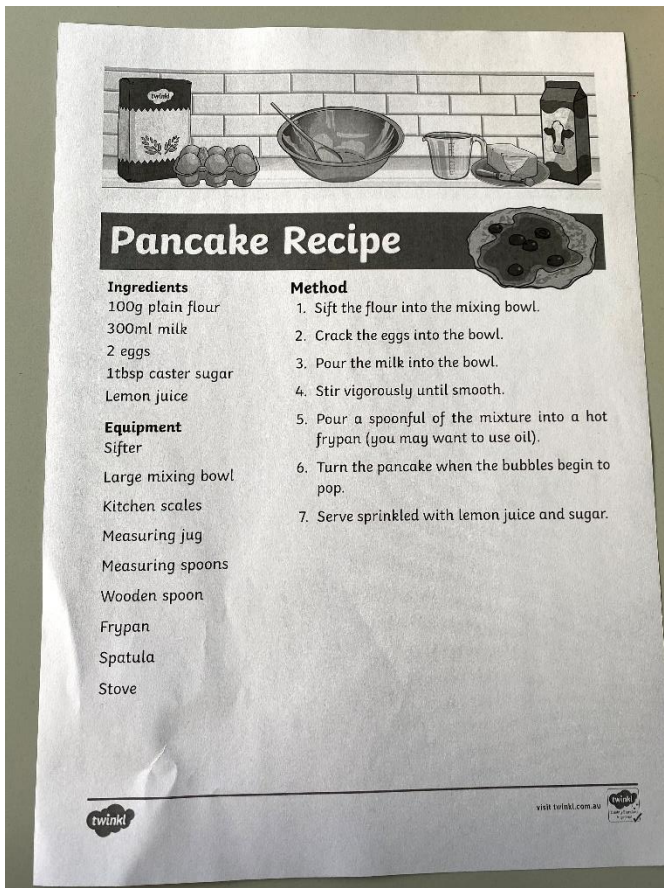 twinkl
Pancake Recipe
Ingredients
100g plain flour
300ml milk
2 eggs
1tbsp caster sugar
Lemon juice
Equipment
Sifter
Large mixing bowl
Kitchen scales
Measuring jug
Measuring spoons
Wooden spoon
Frypan
Spatula
Stove
Method
1. Sift the flour into the mixing bowl.
2. Crack the eggs into the bowl.
3. Pour the milk into the bowl.
4. Stir vigorously until smooth.
5. Pour a spoonful of the mixture into a hot
frypan (you may want to use oil).
6. Turn the pancake when the bubbles begin to
pop.
7. Serve sprinkled with lemon juice and sugar.
twinkl
visit twinkl.com.au
twinkl